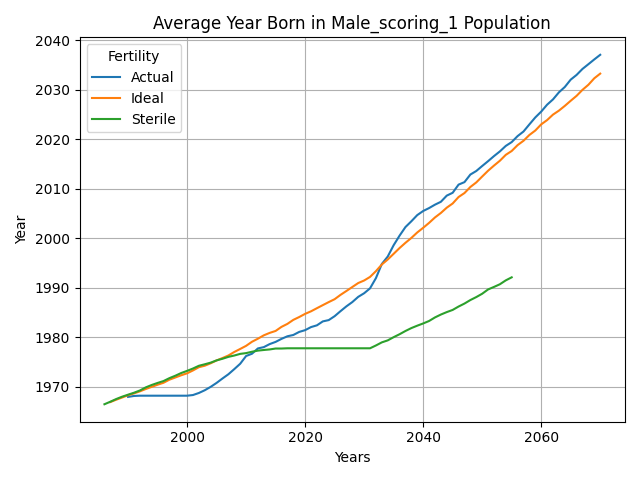 Average Year Born in Male_scoring_1 Population
Fertility
Actual
Ideal
Sterile
2040
2030
2020
2010
2000
1990
1980
1970
Year
2000
2020
2040
2060
Years